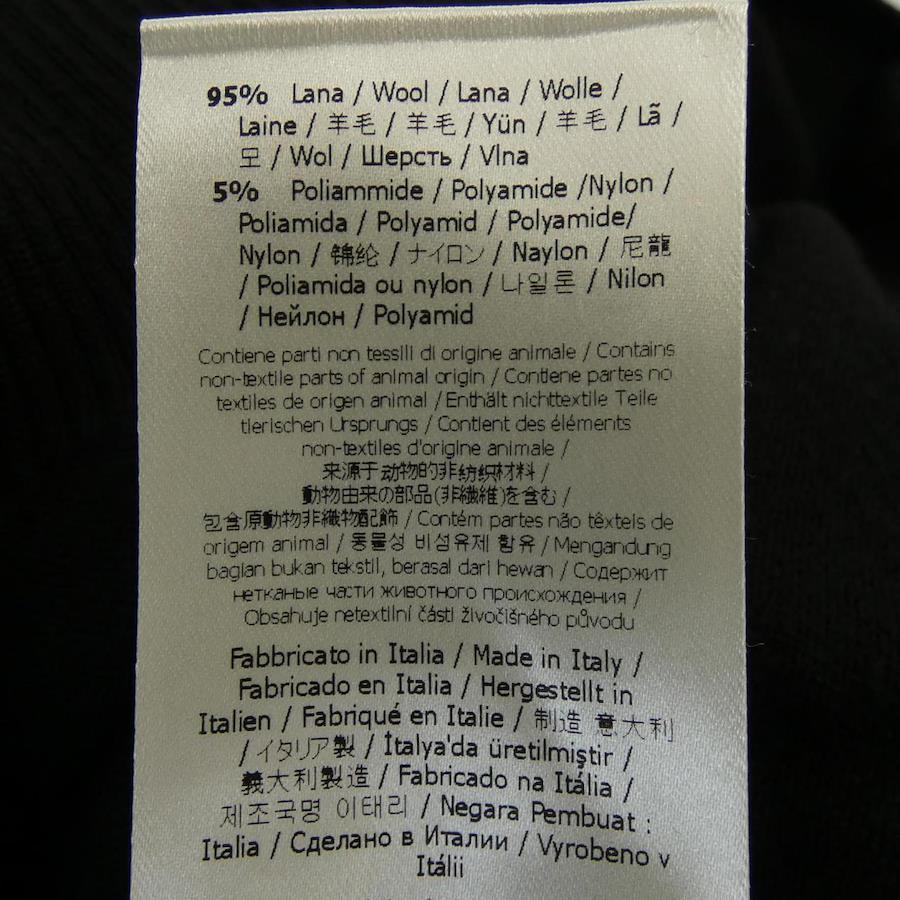 95% Lana / Wool / Lana / Wolle /
Laine / 羊毛 / 羊毛 / Yün / 羊毛 / Lã /
모 / Wol / Шерсть / Vlna
5% Poliammide / Polyamide /Nylon /
Poliamida / Polyamid / Polyamide/
Nylon / 锦纶 / ナイロン / Naylon / 尼龍
/ Poliamida ou nylon / 나일론 / Nilon
/ Нейлон / Polyamid
Contiene parti non tessili di origine animale / Contains
non-textile parts of animal origin / Contiene partes no
textiles de origen animal / Enthält nichttextile Teile
tierischen Ursprungs / Contient des éléments
non-textiles d'origine animale /
来源于动物的非纺织材料 /
動物由来の部品(非繊維)を含む /
包含原動物非織物配飾 / Contém partes não têxteis de
origem animal / 동물성 비섬유제 함유 / Mengandung
bagian bukan tekstil, berasal dari hewan / Содержит
нетканые части животного происхождения /
Obsahuje netextilní části živočišného původu
Fabbricato in Italia / Made in Italy /
Fabricado en Italia / Hergestellt in
Italien / Fabriqué en Italie / 制造 意大利
/ イタリア製 / İtalya'da üretilmiştir /
義大利製造 / Fabricado na Itália /
제조국명 이태리 / Negara Pembuat :
Italia / Сделано в Италии / Vyrobeno v
Itálii